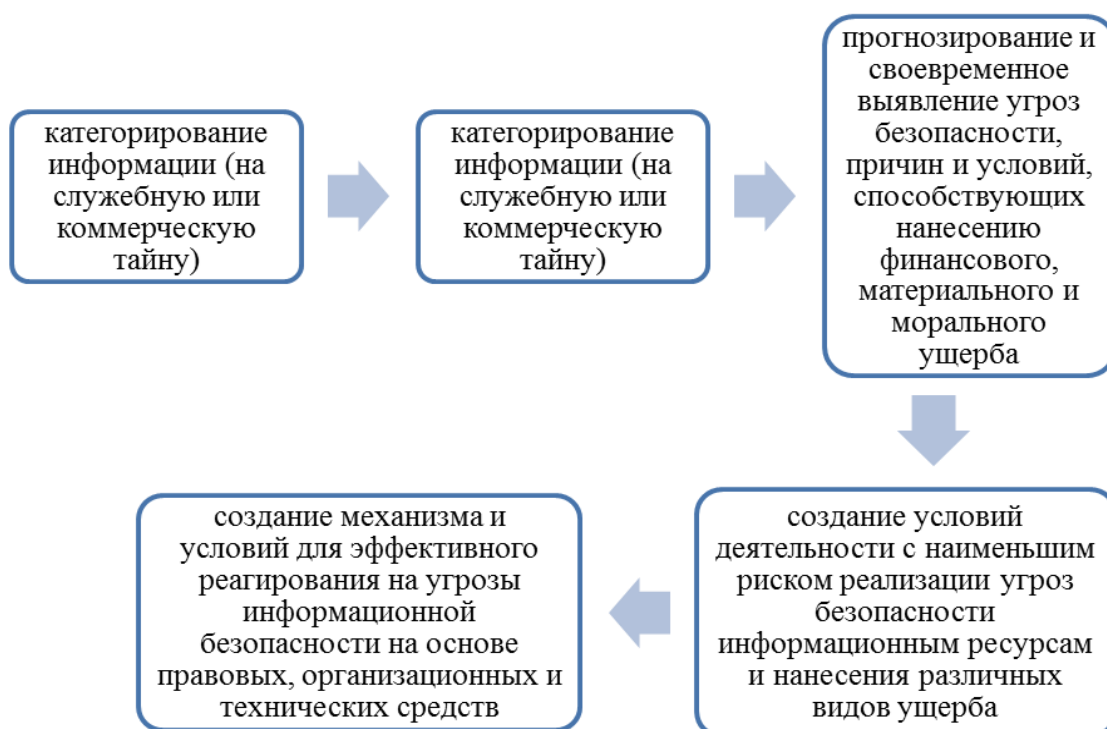 категорирование
информации (на
служебную или
коммерческую
тайну)
категорирование
информации (на
служебную или
коммерческую
тайну)
прогнозирование и
своевременное
выявление угроз
безопасности,
причин и условий,
способствующих
нанесению
финансового,
материального и
морального
ущерба
создание условий
деятельности с наименьшим
риском реализации угроз
безопасности
информационным ресурсам
и нанесения различных
видов ущерба
создание механизма и
условий для эффективного
реагирования на угрозы
информационной
безопасности на основе
правовых, организационных и
технических средств